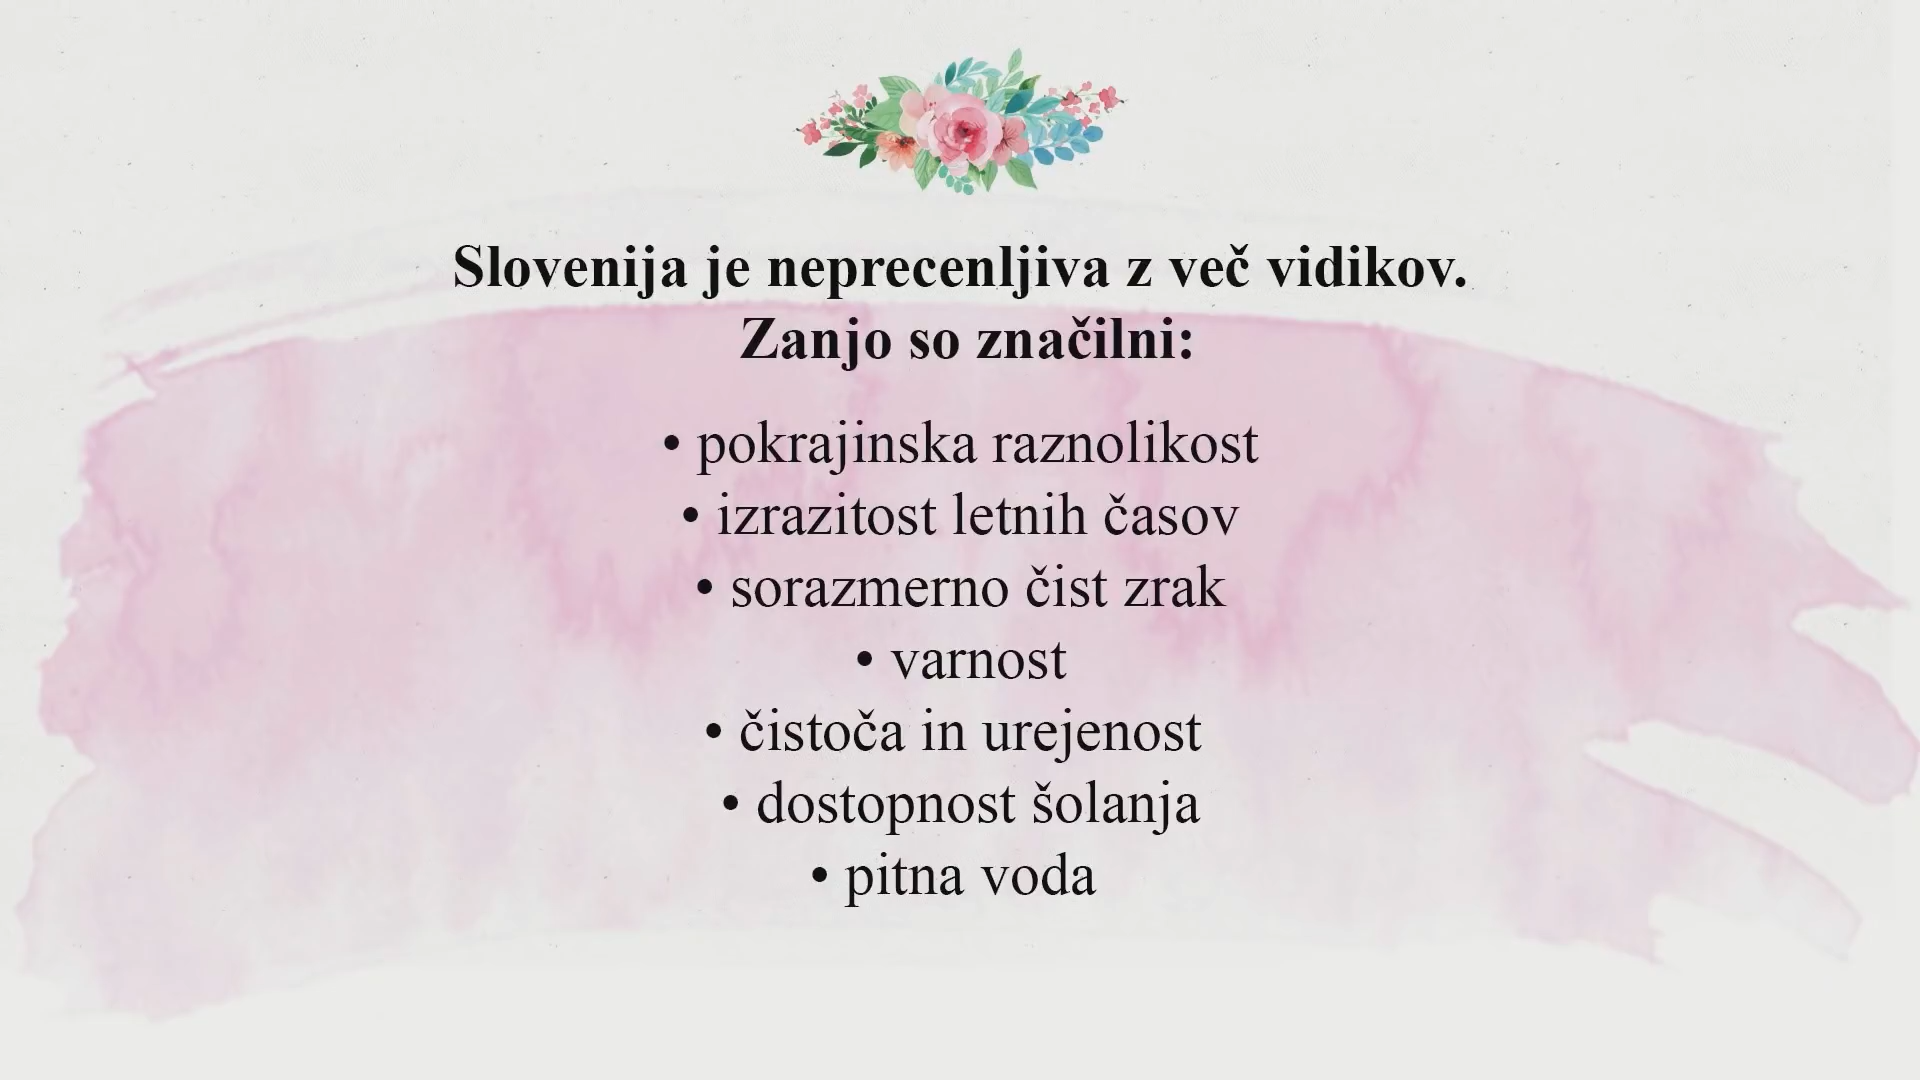 Slovenija je neprecenljiva z več vidikov.
Zanjo so značilni:
• pokrajinska raznolikost
• izrazitost letnih časov
• sorazmerno čist zrak
• varnost
• čistoča in urejenost
• dostopnost šolanja
• pitna voda